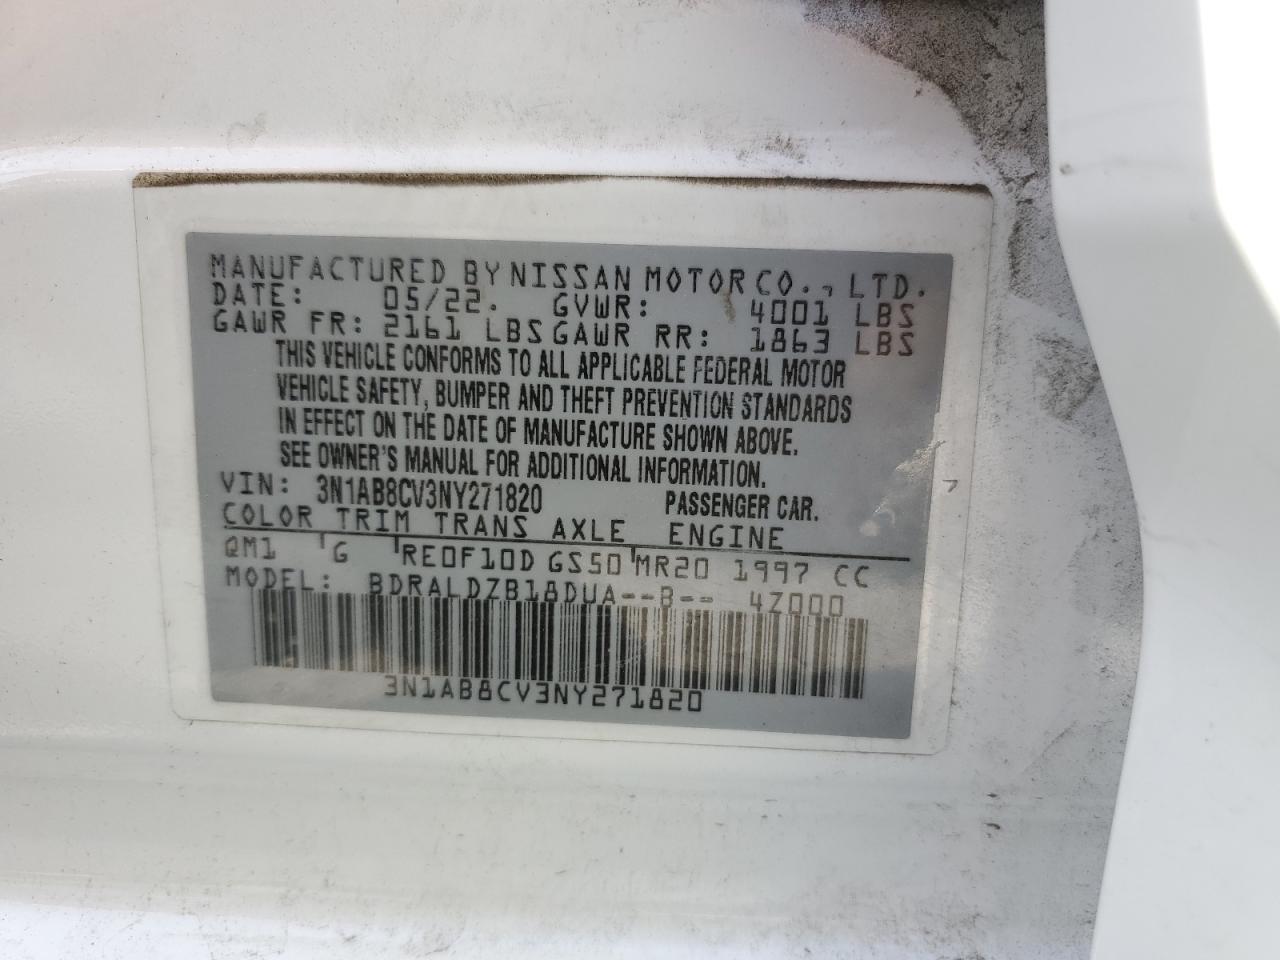 MANUFACTURED BY NISSAN MOTOR CO., LTD.
DATE: 05/22. GVWR: 4001 LBS
GAWR FR: 2161 LBS GAWR RR: 1863 LBS
THIS VEHICLE CONFORMS TO ALL APPLICABLE FEDERAL MOTOR
VEHICLE SAFETY, BUMPER AND THEFT PREVENTION STANDARDS
IN EFFECT ON THE DATE OF MANUFACTURE SHOWN ABOVE.
SEE OWNER'S MANUAL FOR ADDITIONAL INFORMATION.
VIN: 3N1AB8CV3NY271820 PASSENGER CAR.
COLOR TRIM TRANS AXLE ENGINE
QM1 G RE0F10D GS50 MR20 1997 CC
MODEL: BDRALDZB18DUA--B-- 4Z000
3N1AB8CV3NY271820